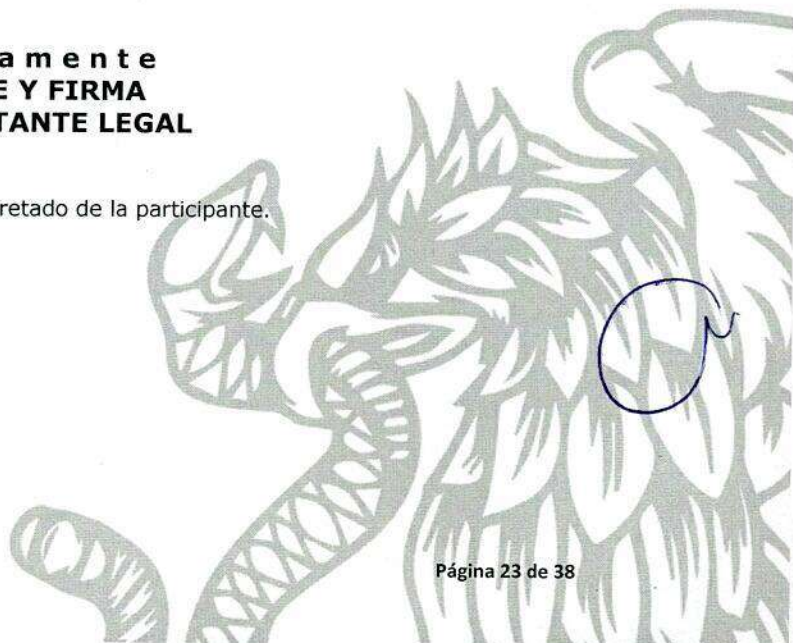 a m e n t e
E Y FIRMA
TANTE LEGAL
retado de la participante.
Página 23 de 38